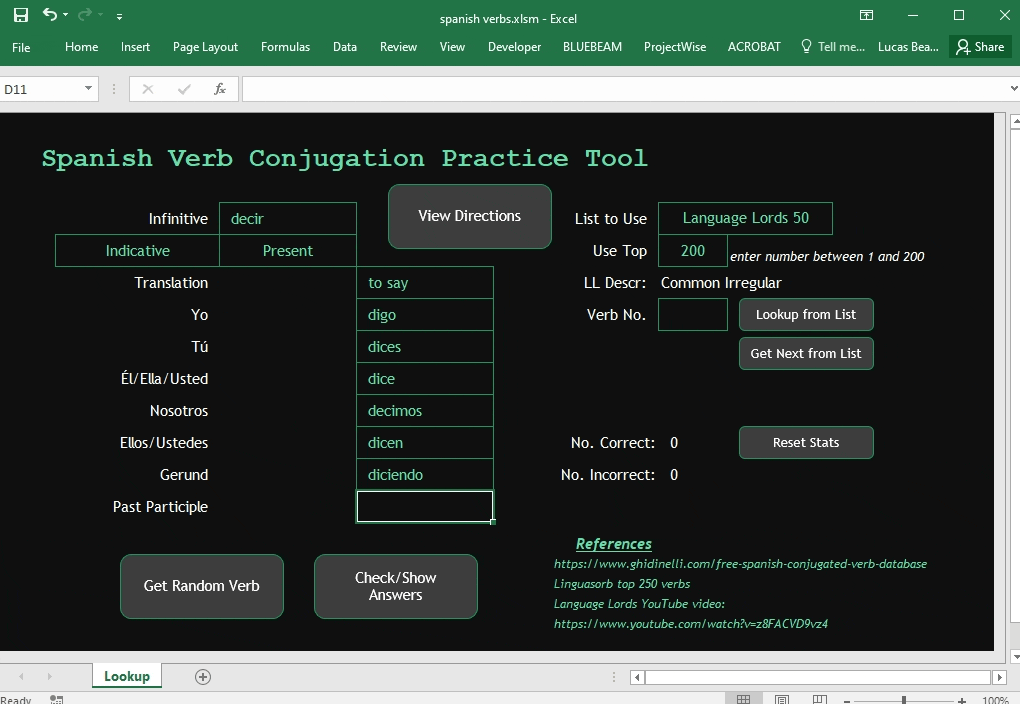 spanish verbs.xlsm - Excel
File Home Insert Page Layout Formulas Data Review View Developer BLUEBEAM ProjectWise ACROBAT Tell me... Lucas Bea... Share
D11 fx
Spanish Verb Conjugation Practice Tool
View Directions
Infinitive decir List to Use Language Lords 50
Indicative Present Use Top 200 enter number between 1 and 200
Translation to say LL Descr: Common Irregular
Yo digo Verb No. Lookup from List
Tú dices Get Next from List
Él/Ella/Usted dice
Nosotros decimos
Ellos/Ustedes dicen No. Correct: 0 Reset Stats
Gerund diciendo No. Incorrect: 0
Past Participle
References
https://www.ghidinelli.com/free-spanish-conjugated-verb-database
Linguasorb top 250 verbs
Language Lords YouTube video:
https://www.youtube.com/watch?v=z8FACVD9vz4
Get Random Verb
Check/Show
Answers
Lookup
Ready 100%